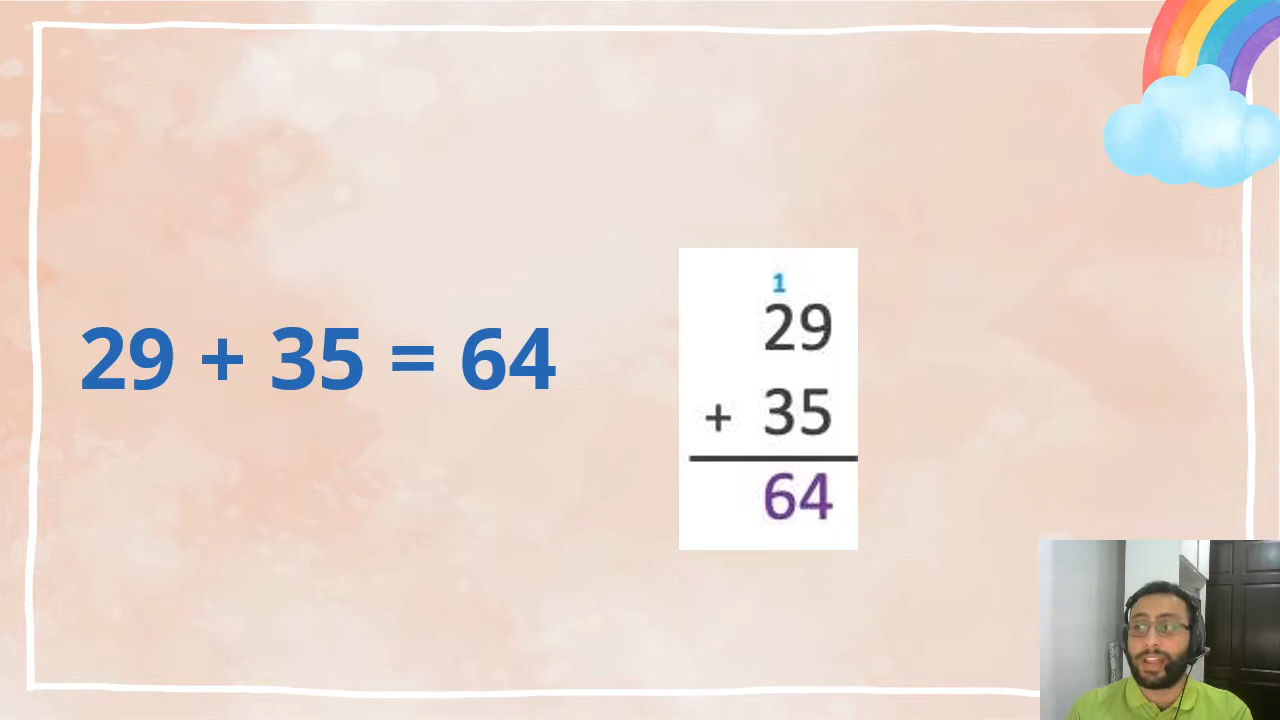 29 + 35 = 64
1
29
+ 35
64